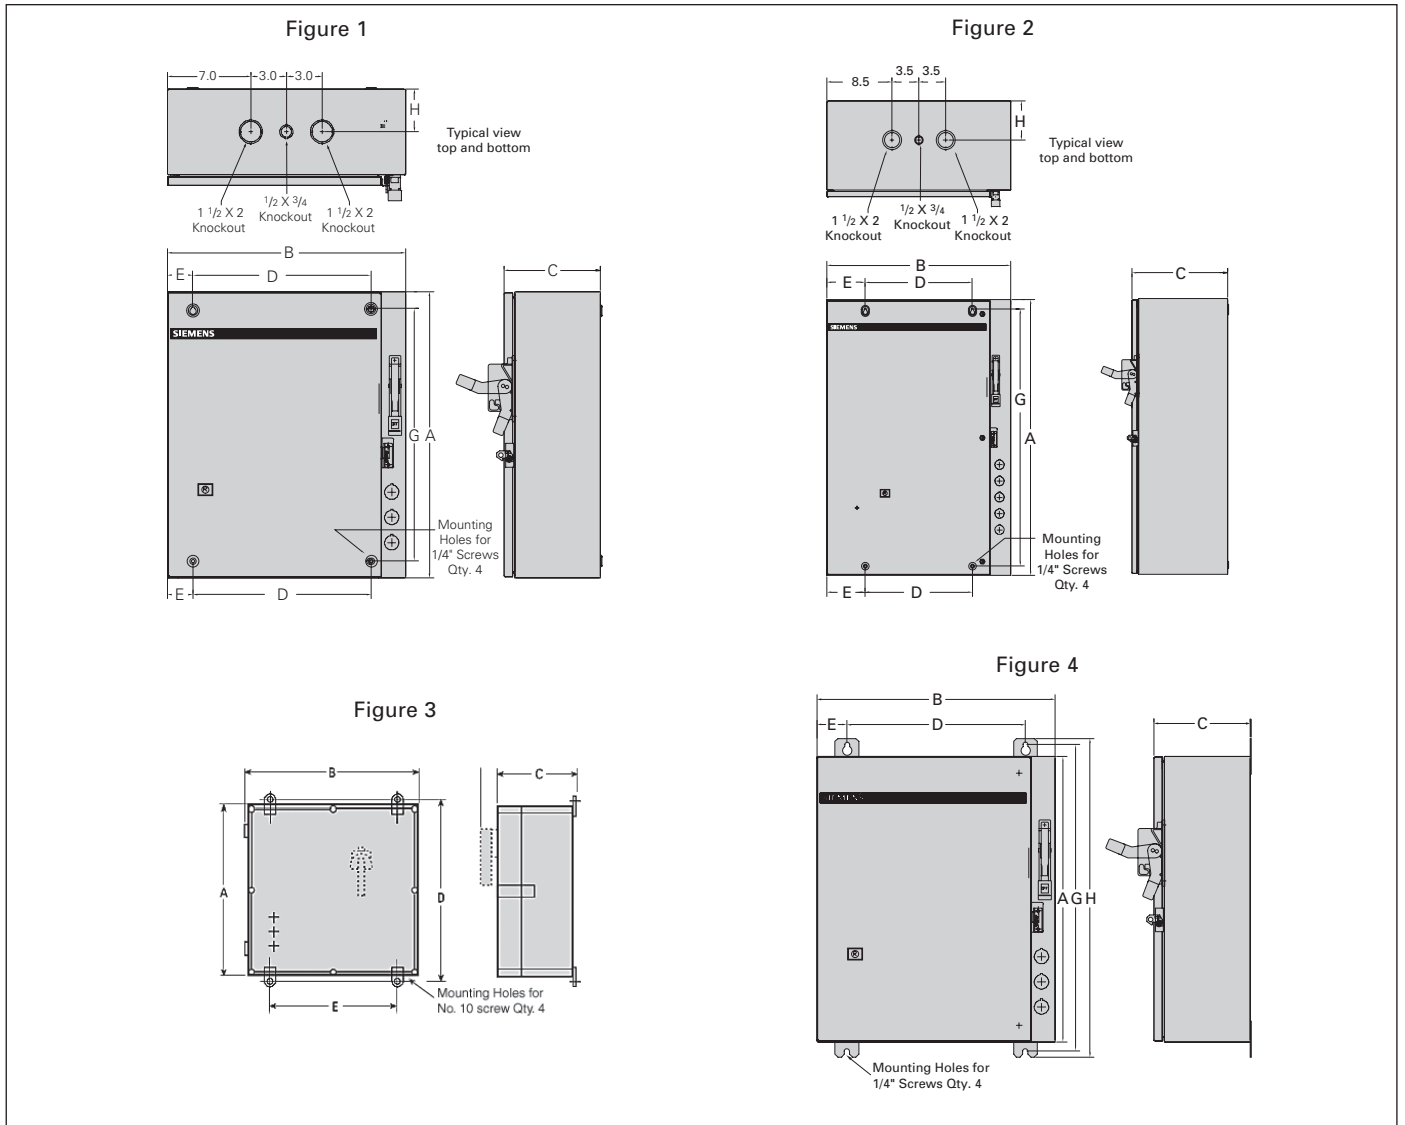 Figure 1
7.0
3.0
3.0
H
Typical view
top and bottom
1 1/2 X 2
Knockout
1/2 X 3/4
Knockout
1 1/2 X 2
Knockout
B
E
D
C
SIEMENS
G
A
Mounting
Holes for
1/4" Screws
Qty. 4
E
D
Figure 2
8.5
3.5
3.5
H
Typical view
top and bottom
1 1/2 X 2
Knockout
1/2 X 3/4
Knockout
1 1/2 X 2
Knockout
B
E
D
C
SIEMENS
G
A
Mounting
Holes for
1/4" Screws
Qty. 4
E
D
Figure 3
B
C
A
D
E
Mounting Holes for
No. 10 screw Qty. 4
Figure 4
B
E
D
C
SIEMENS
A
G
H
R
Mounting Holes for
1/4" Screws Qty. 4